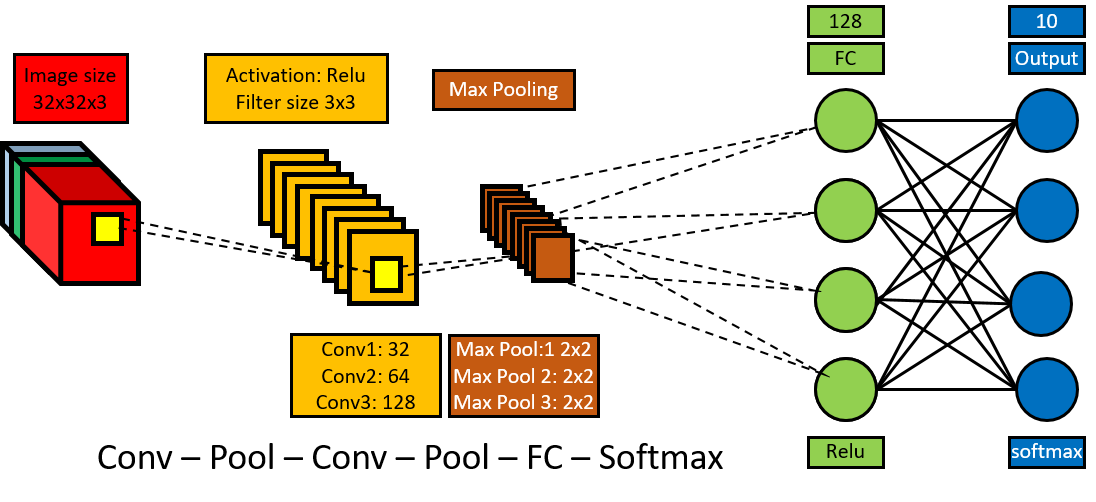 128
10
FC
Output
Image size
32x32x3
Activation: Relu
Filter size 3x3
Max Pooling
Conv1: 32
Conv2: 64
Conv3: 128
Max Pool:1 2x2
Max Pool 2: 2x2
Max Pool 3: 2x2
Relu
softmax
Conv – Pool – Conv – Pool – FC – Softmax